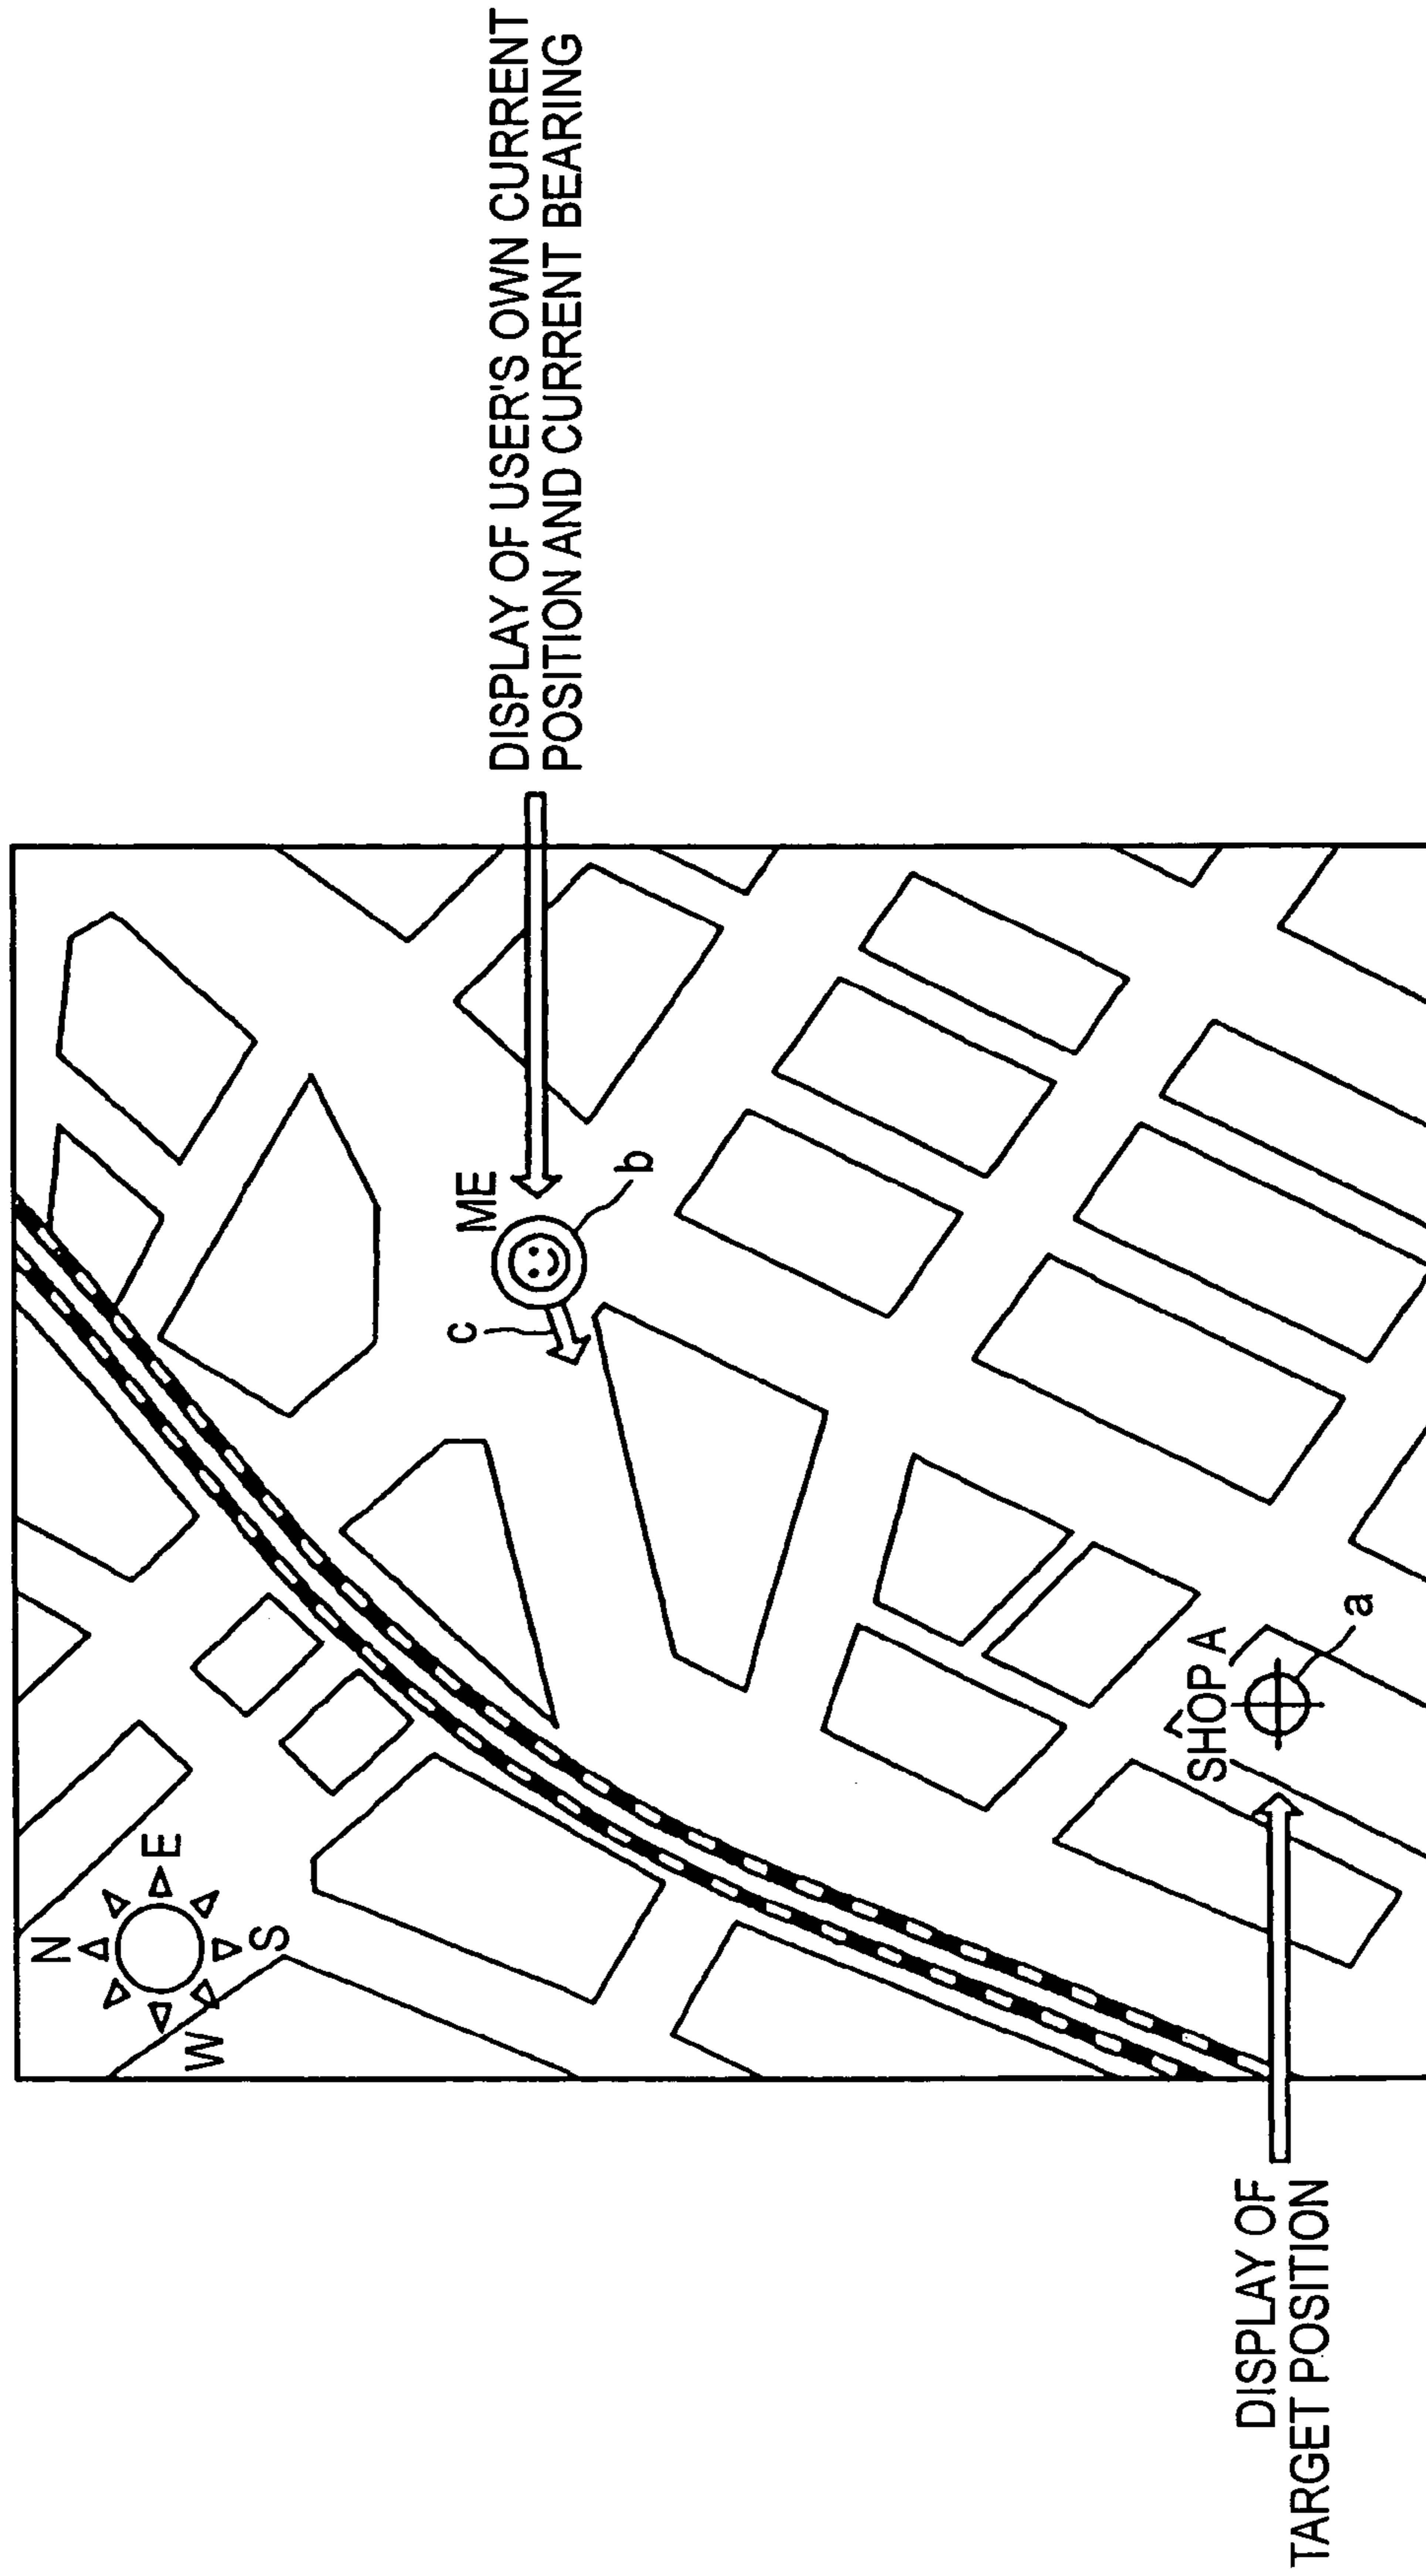 N
E
S
W
DISPLAY OF USER'S OWN CURRENT
POSITION AND CURRENT BEARING
ME
b
c
SHOP A
a
DISPLAY OF
TARGET POSITION